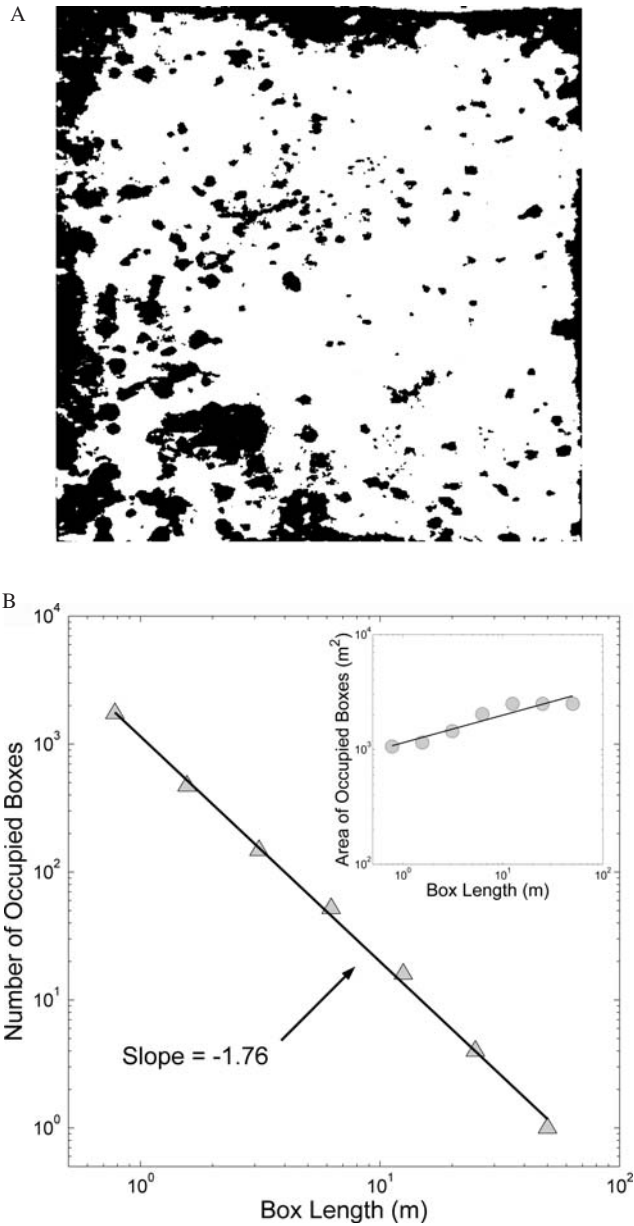 A
B
10^4
10^3
10^2
10^1
10^0
Number of Occupied Boxes
10^0
10^1
10^2
Box Length (m)
Slope = -1.76
10^4
10^3
10^2
Area of Occupied Boxes (m^2)
10^0
10^1
10^2
Box Length (m)